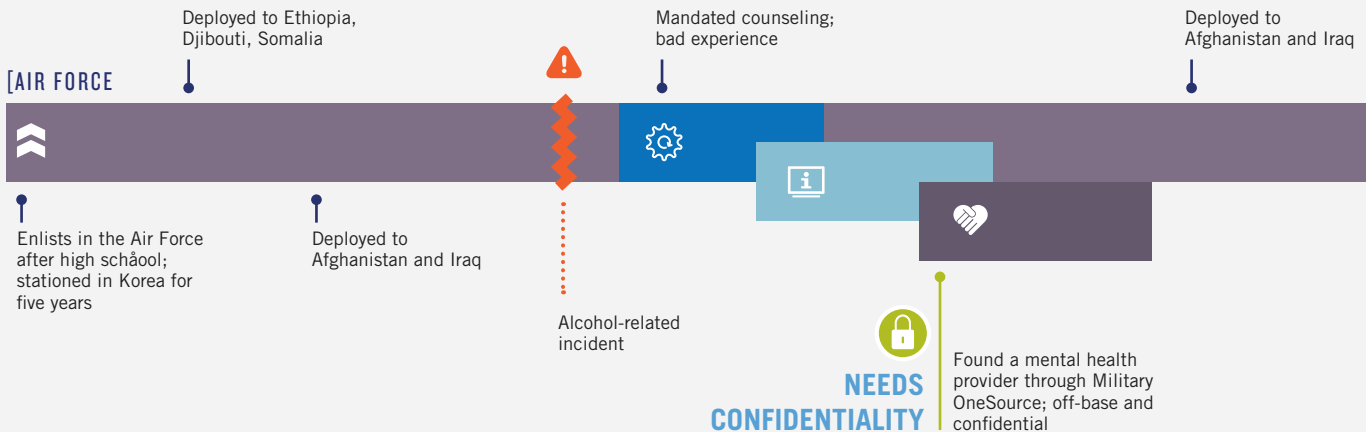 Deployed to Ethiopia,
Djibouti, Somalia
Mandated counseling;
bad experience
Deployed to
Afghanistan and Iraq
[AIR FORCE
Enlists in the Air Force
after high schåool;
stationed in Korea for
five years
Deployed to
Afghanistan and Iraq
Alcohol-related
incident
NEEDS
CONFIDENTIALITY
Found a mental health
provider through Military
OneSource; off-base and
confidential